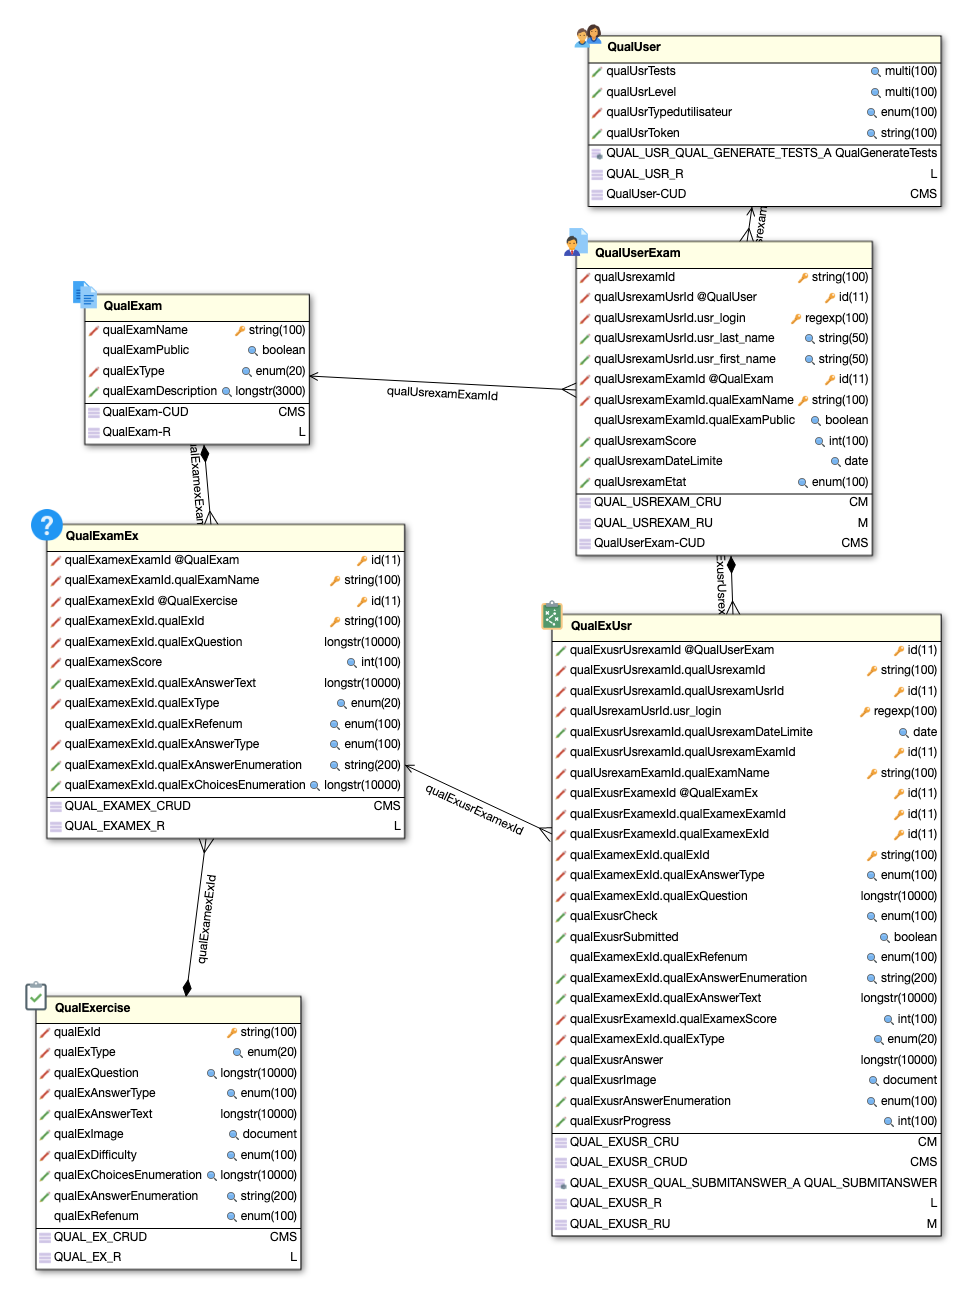 QualUser
qualUsrTests multi(100)
qualUsrLevel multi(100)
qualUsrTypedutilisateur enum(100)
qualUsrToken string(100)
QUAL_USR_QUAL_GENERATE_TESTS_A QualGenerateTests
QUAL_USR_R L
QualUser-CUD CMS
QualUserExam
qualUsrexamId string(100)
qualUsrexamUsrId @QualUser id(11)
qualUsrexamUsrId.usr_login regexp(100)
qualUsrexamUsrId.usr_last_name string(50)
qualUsrexamUsrId.usr_first_name string(50)
qualUsrexamExamId @QualExam id(11)
qualUsrexamExamId.qualExamName string(100)
qualUsrexamExamId.qualExamPublic boolean
qualUsrexamScore int(100)
qualUsrexamDateLimite date
qualUsrexamEtat enum(100)
QUAL_USREXAM_CRU CM
QUAL_USREXAM_RU M
QualUserExam-CUD CMS
QualExam
qualExamName string(100)
qualExamPublic boolean
qualExType enum(20)
qualExamDescription longstr(3000)
QualExam-CUD CMS
QualExam-R L
qualUsrexamExamId
QualExamEx
qualExamexExamId @QualExam id(11)
qualExamexExamId.qualExamName string(100)
qualExamexExId @QualExercise id(11)
qualExamexExId.qualExId string(100)
qualExamexExId.qualExQuestion longstr(10000)
qualExamexScore int(100)
qualExamexExId.qualExAnswerText longstr(10000)
qualExamexExId.qualExType enum(20)
qualExamexExId.qualExRefenum enum(100)
qualExamexExId.qualExAnswerType enum(100)
qualExamexExId.qualExAnswerEnumeration string(200)
qualExamexExId.qualExChoicesEnumeration longstr(10000)
QUAL_EXAMEX_CRUD CMS
QUAL_EXAMEX_R L
qualExusrExamexId
QualExUsr
qualExusrUsrexamId @QualUserExam id(11)
qualExusrUsrexamId.qualUsrexamId string(100)
qualExusrUsrexamId.qualUsrexamUsrId id(11)
qualUsrexamUsrId.usr_login regexp(100)
qualExusrUsrexamId.qualUsrexamDateLimite date
qualExusrUsrexamId.qualUsrexamExamId id(11)
qualUsrexamExamId.qualExamName string(100)
qualExusrExamexId @QualExamEx id(11)
qualExusrExamexId.qualExamexExamId id(11)
qualExusrExamexId.qualExamexExId id(11)
qualExamexExId.qualExId string(100)
qualExamexExId.qualExAnswerType enum(100)
qualExamexExId.qualExQuestion longstr(10000)
qualExusrCheck enum(100)
qualExusrSubmitted boolean
qualExamexExId.qualExRefenum enum(100)
qualExamexExId.qualExAnswerEnumeration string(200)
qualExamexExId.qualExAnswerText longstr(10000)
qualExusrExamexId.qualExamexScore int(100)
qualExamexExId.qualExType enum(20)
qualExusrAnswer longstr(10000)
qualExusrImage document
qualExusrAnswerEnumeration enum(100)
qualExusrProgress int(100)
QUAL_EXUSR_CRU CM
QUAL_EXUSR_CRUD CMS
QUAL_EXUSR_QUAL_SUBMITANSWER_A QUAL_SUBMITANSWER
QUAL_EXUSR_R L
QUAL_EXUSR_RU M
qualExamexExId
QualExercise
qualExId string(100)
qualExType enum(20)
qualExQuestion longstr(10000)
qualExAnswerType enum(100)
qualExAnswerText longstr(10000)
qualExImage document
qualExDifficulty enum(100)
qualExChoicesEnumeration longstr(10000)
qualExAnswerEnumeration string(200)
qualExRefenum enum(100)
QUAL_EX_CRUD CMS
QUAL_EX_R L